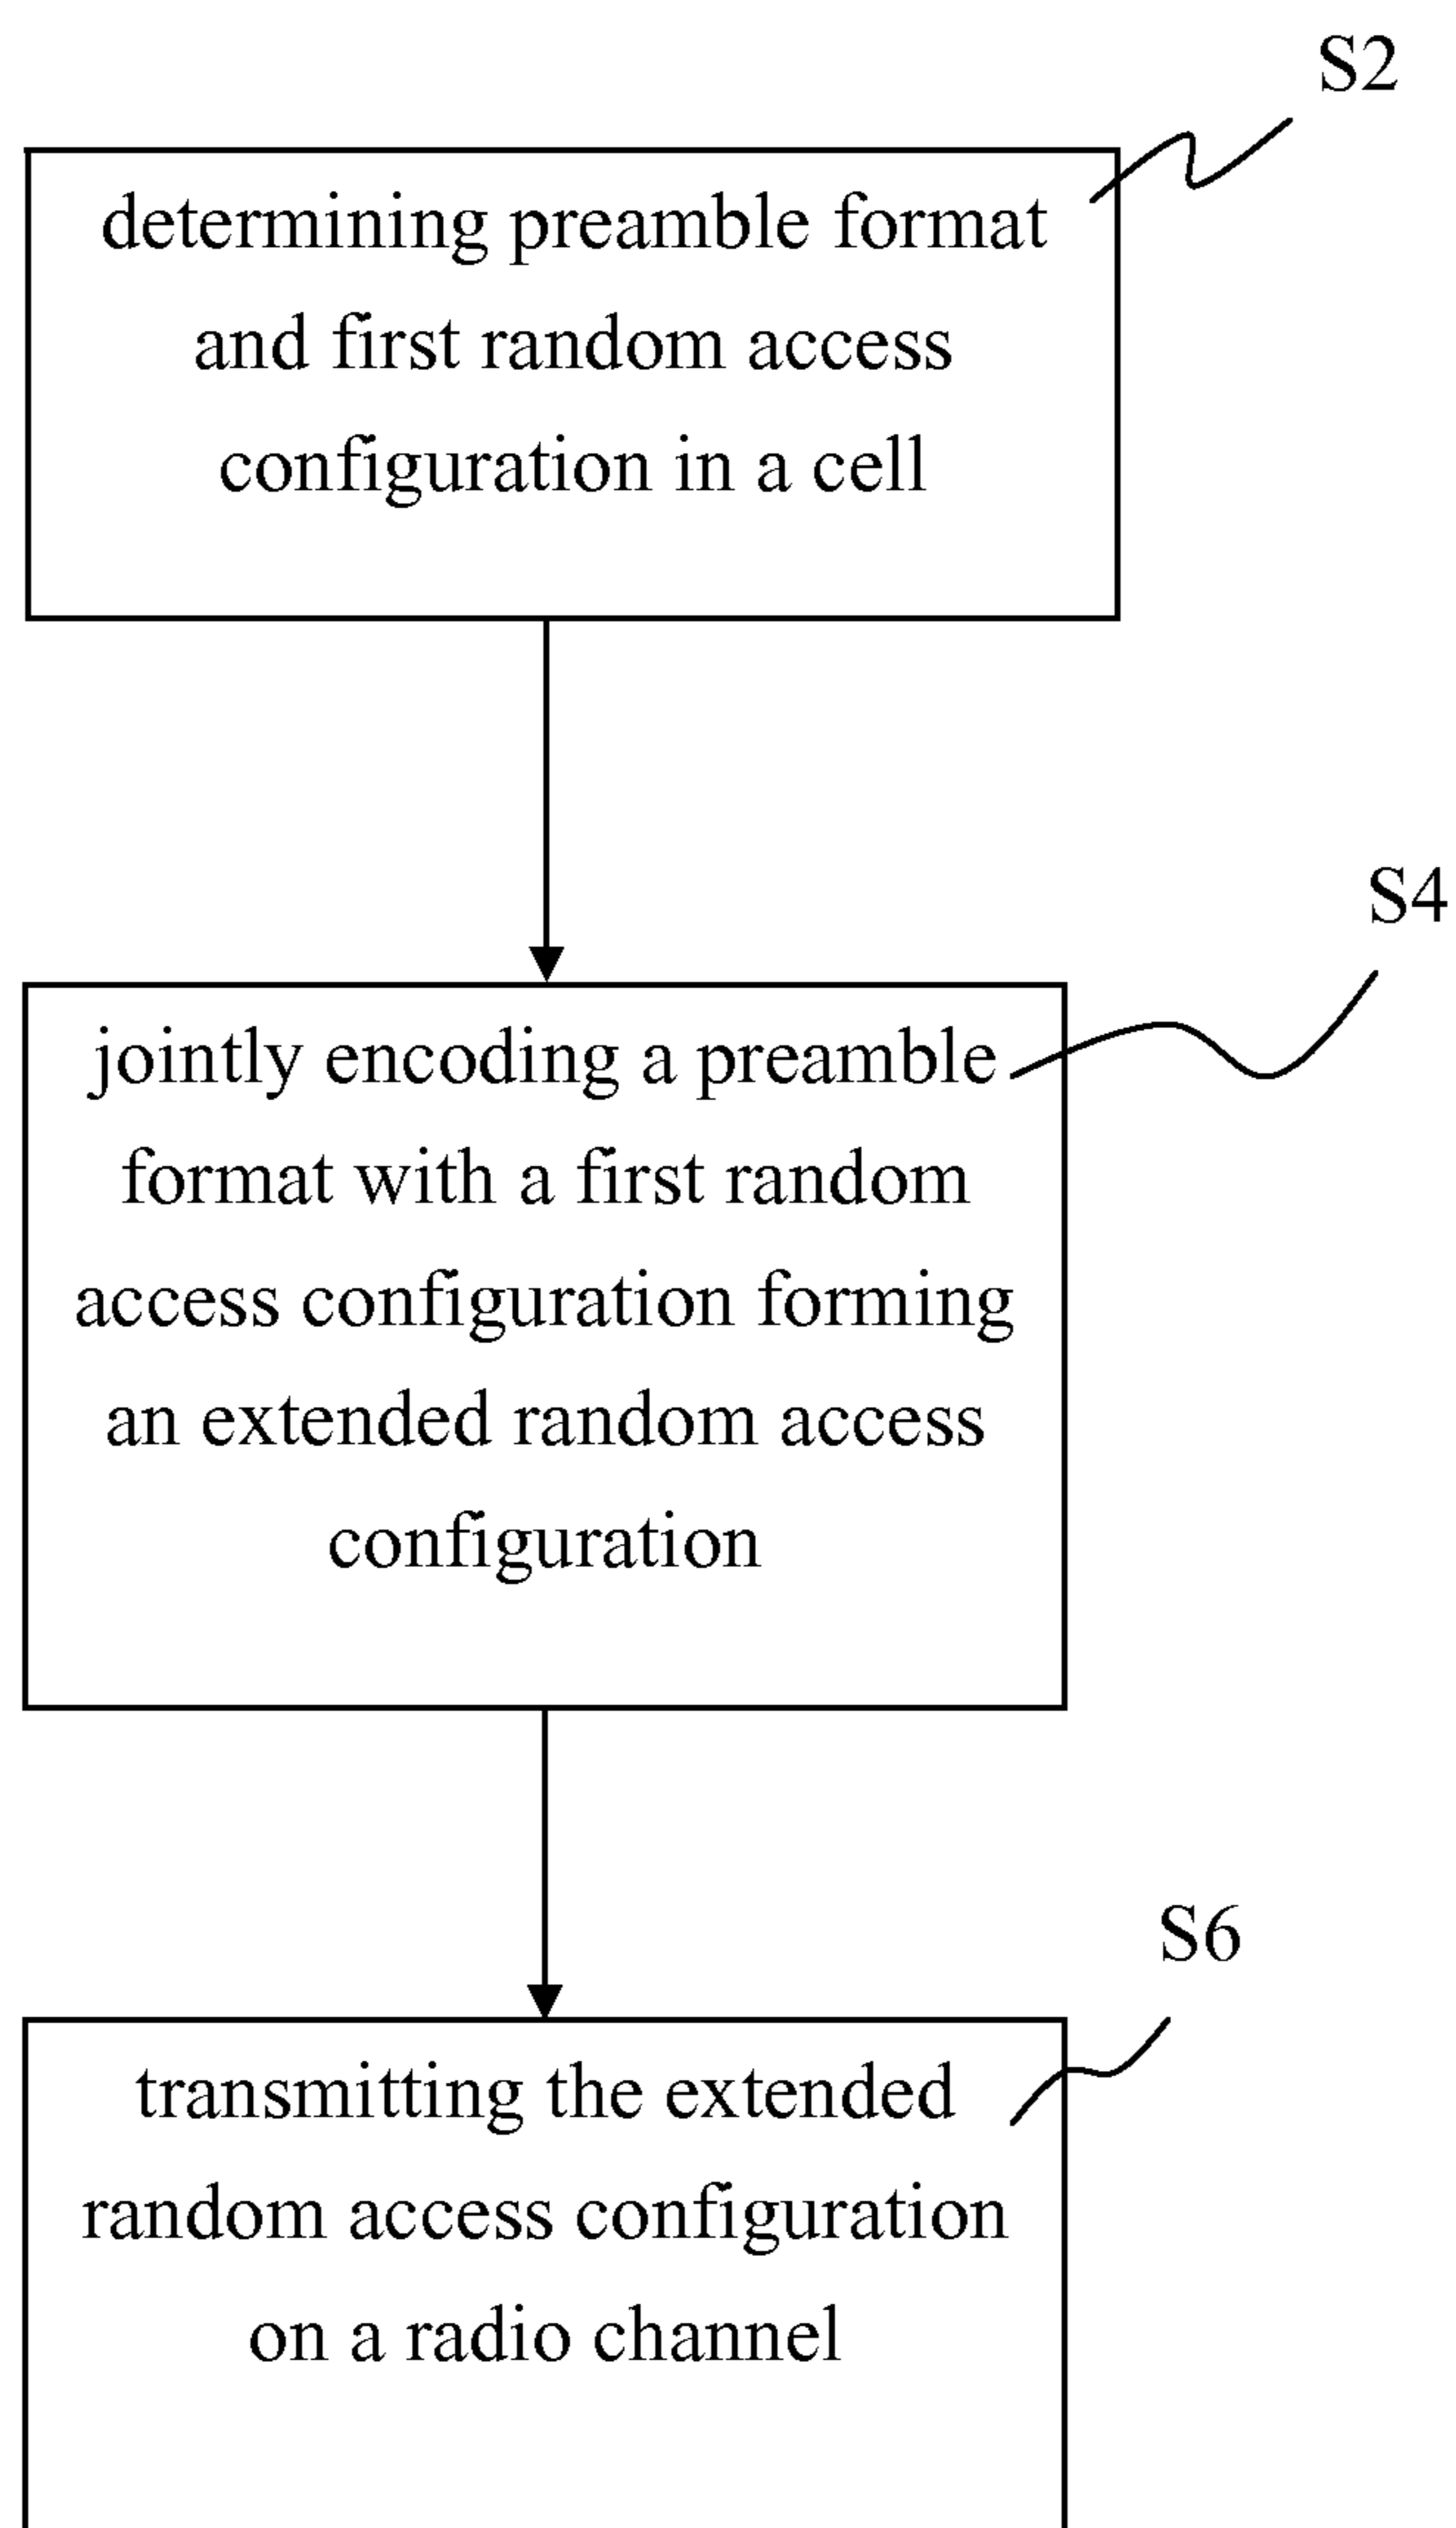 S2
determining preamble format
and first random access
configuration in a cell
S4
jointly encoding a preamble
format with a first random
access configuration forming
an extended random access
configuration
S6
transmitting the extended
random access configuration
on a radio channel